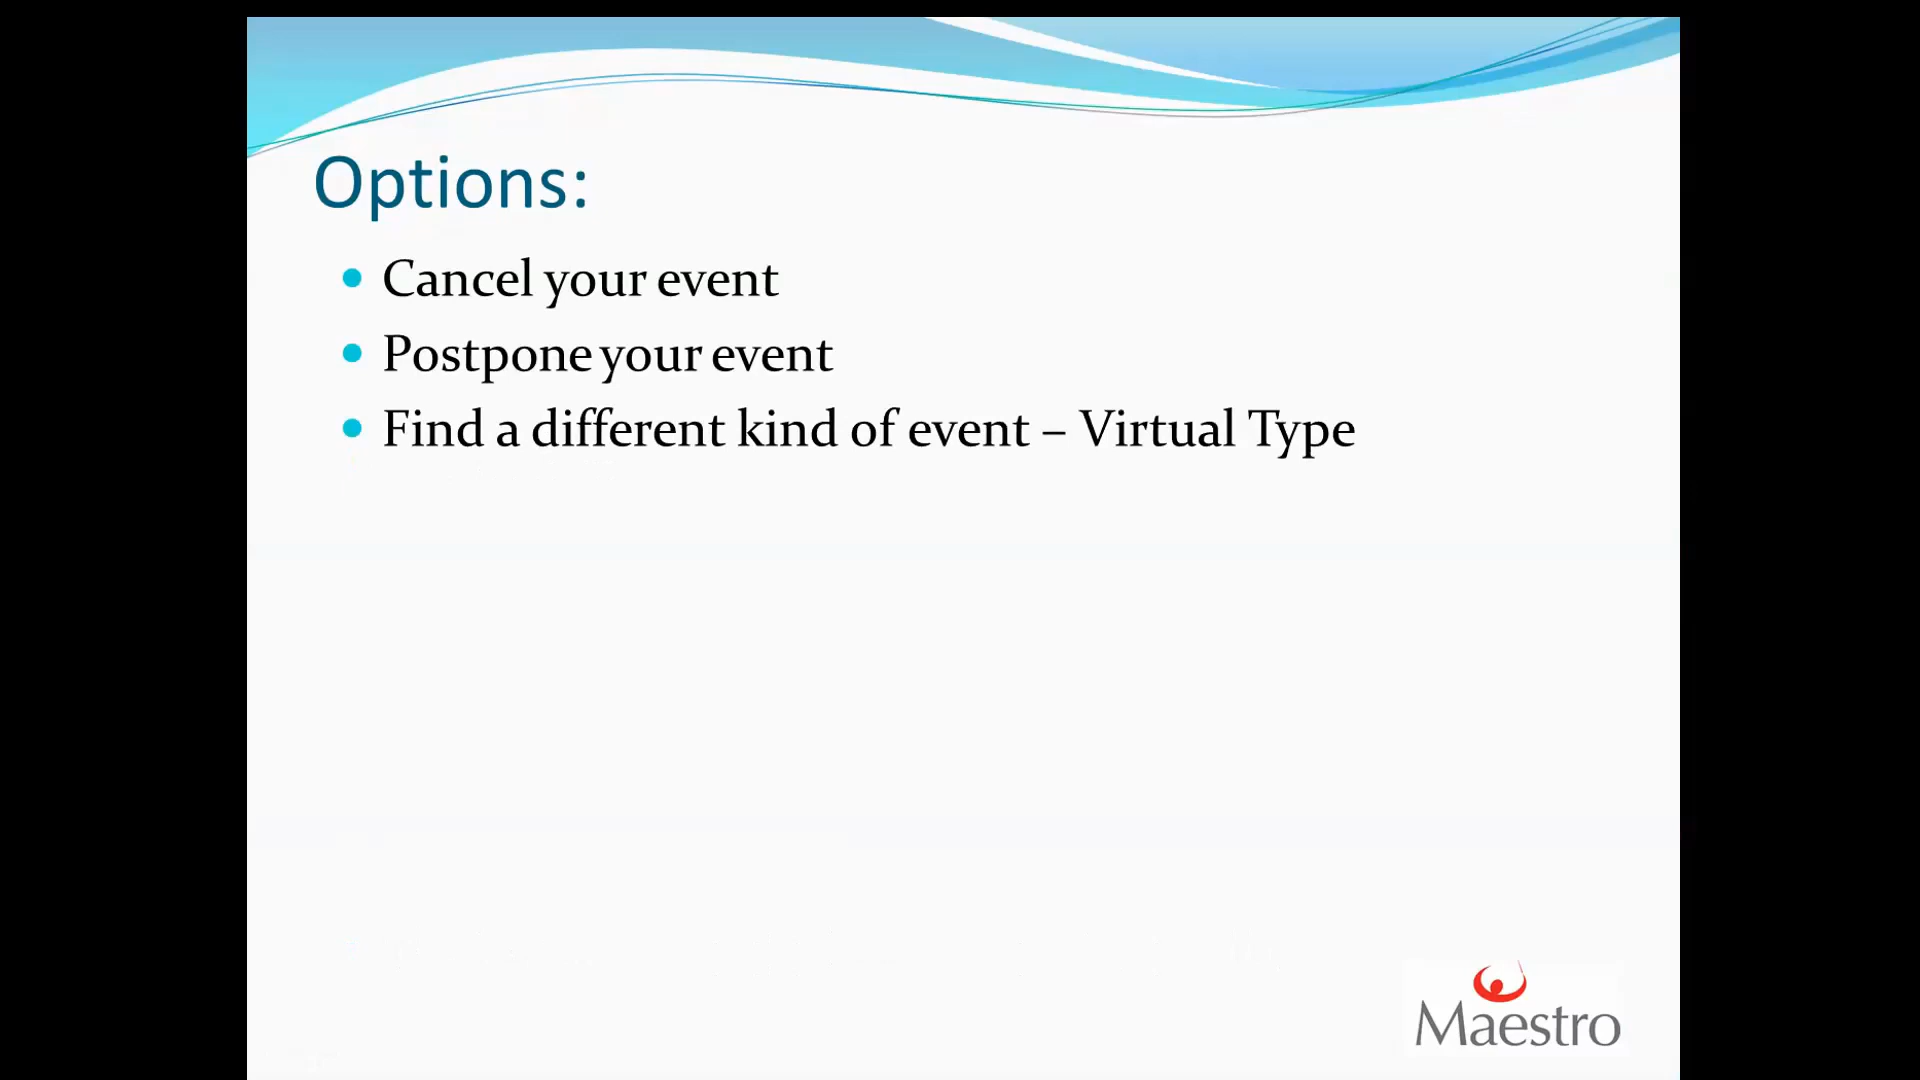 Options:
Cancel your event
Postpone your event
Find a different kind of event – Virtual Type
Maestro